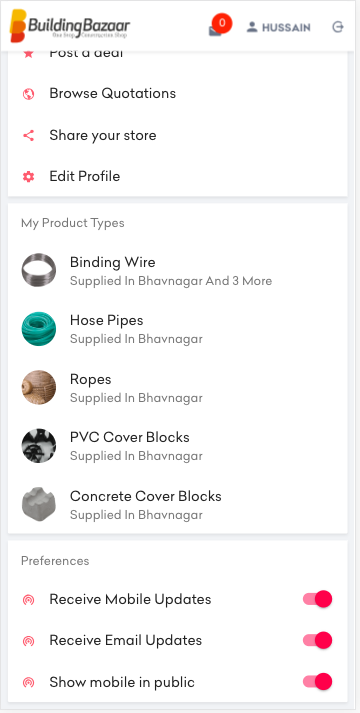 BuildingBazaar
One Stop Construction Shop
0
HUSSAIN
Post a deal
Browse Quotations
Share your store
Edit Profile
My Product Types
Binding Wire
Supplied In Bhavnagar And 3 More
Hose Pipes
Supplied In Bhavnagar
Ropes
Supplied In Bhavnagar
PVC Cover Blocks
Supplied In Bhavnagar
Concrete Cover Blocks
Supplied In Bhavnagar
Preferences
Receive Mobile Updates
Receive Email Updates
Show mobile in public